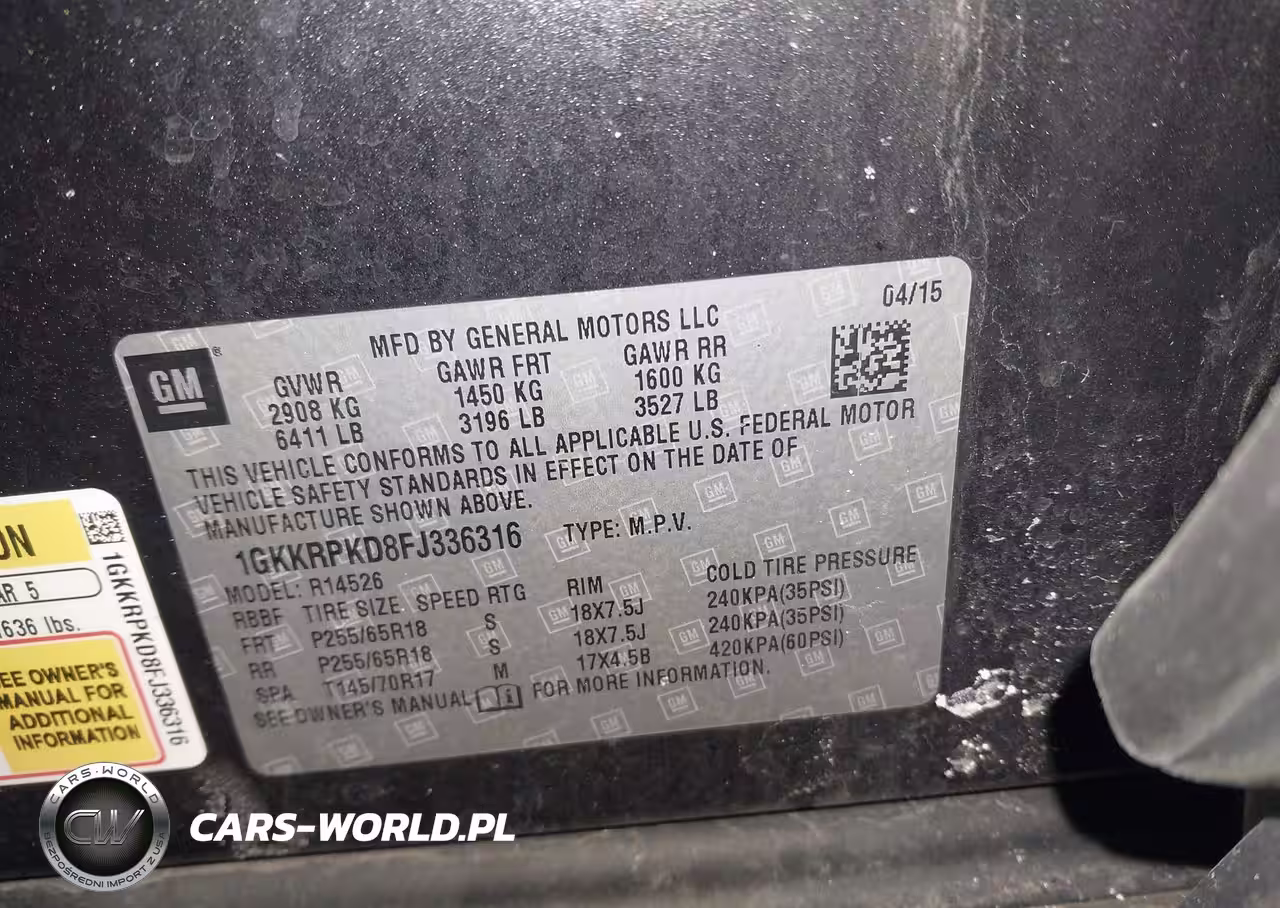 04/15
MFD BY GENERAL MOTORS LLC
GM
GVWR GAWR FRT GAWR RR
2908 KG 1450 KG 1600 KG
6411 LB 3196 LB 3527 LB
THIS VEHICLE CONFORMS TO ALL APPLICABLE U.S. FEDERAL MOTOR
VEHICLE SAFETY STANDARDS IN EFFECT ON THE DATE OF
MANUFACTURE SHOWN ABOVE.
1GKKRPKD8FJ336316 TYPE: M.P.V.
MODEL: R14526
RBBF TIRE SIZE SPEED RTG RIM COLD TIRE PRESSURE
FRT P255/65R18 S 18X7.5J 240KPA(35PSI)
RR P255/65R18 S 18X7.5J 240KPA(35PSI)
SPA T145/70R17 M 17X4.5B 420KPA(60PSI)
SEE OWNER'S MANUAL FOR MORE INFORMATION.
ON
AR 5
636 lbs.
EE OWNER'S
MANUAL FOR
ADDITIONAL
INFORMATION
1GKKRPKD8FJ336316
CARS-WORLD
CW
BEZPOŚREDNI IMPORT Z USA
CARS-WORLD.PL